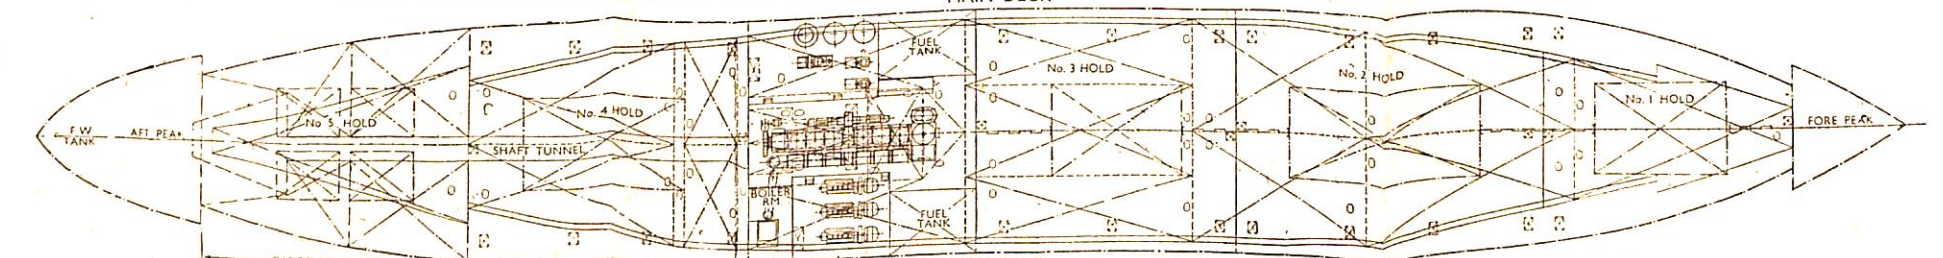 MAIN DECK
F.W
TANK
AFT PEAK
No. 5 HOLD
SHAFT TUNNEL
No. 4 HOLD
BOILER
RM
FUEL
TANK
FUEL
TANK
No. 3 HOLD
No. 2 HOLD
No. 1 HOLD
FORE PEAK